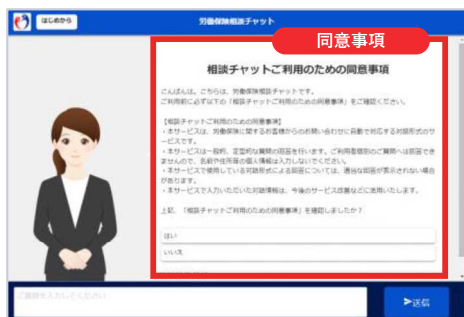 はじめから
労働保険相談チャット
同意事項
相談チャットご利用のための同意事項
こんばんは。こちらは、労働保険相談チャットです。
ご利用前に必ず以下の「相談チャットご利用のための同意事項」をご確認ください。
【相談チャットご利用のための同意事項】
・本サービスは、労働保険に関するお客様からのお問い合わせに自動で対応する対話形式のサ
ービスです。
・本サービスは一般的、定型的な質問の回答を行います。ご利用者個別のご質問へは回答でき
ませんので、名前や住所等の個人情報は入力しないでください。
・本サービスで使用している対話形式による回答については、適当な回答が表示されない場合
があります。
・本サービスで入力いただいた対話情報は、今後のサービス改善などに活用いたします。
上記、「相談チャットご利用のための同意事項」を確認しましたか？
はい
いいえ
ご質問を入力してください
送信